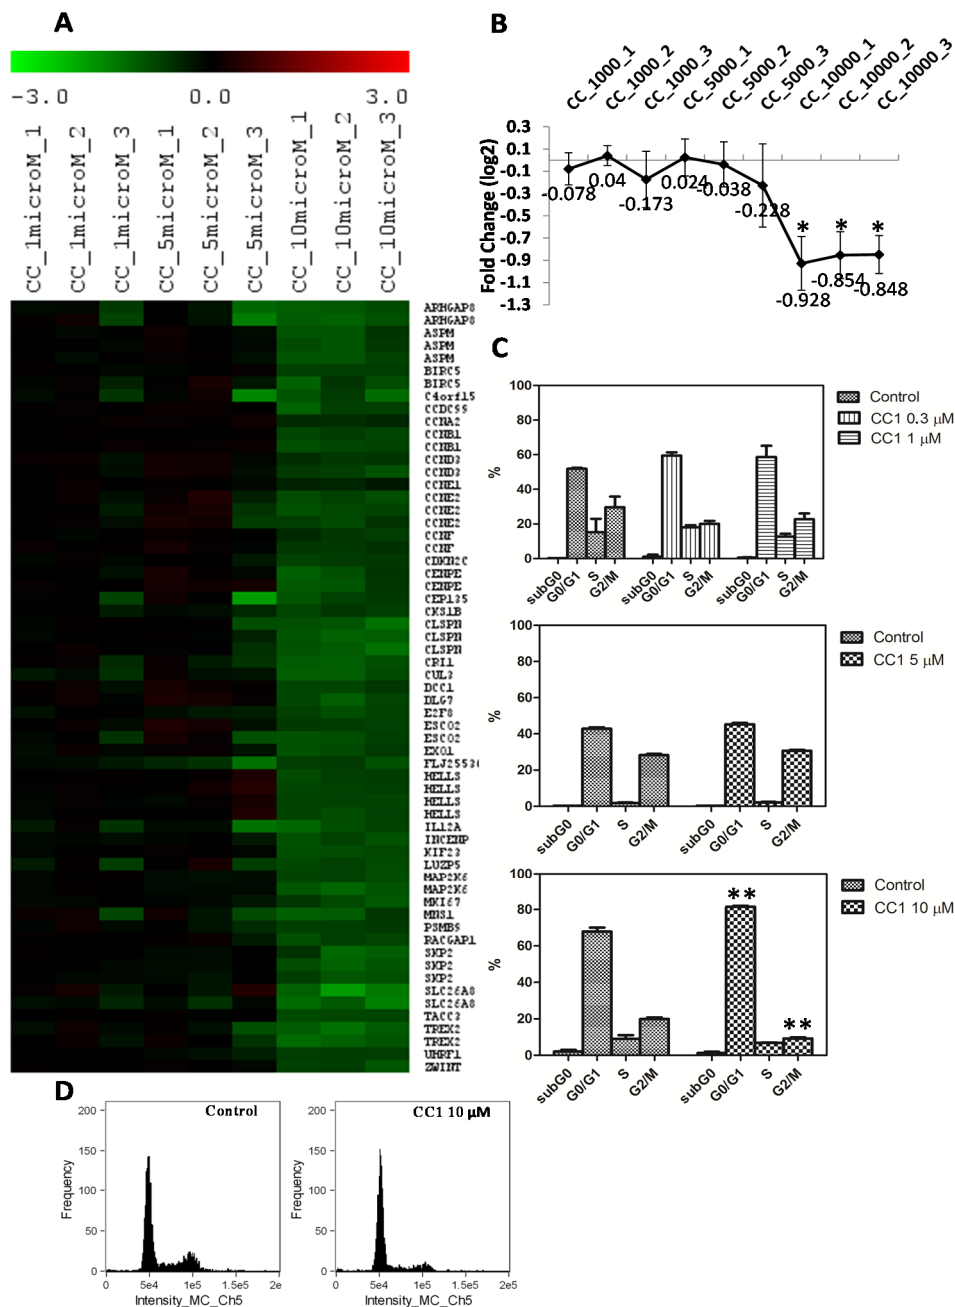 A
-3.0 0.0 3.0
CC_1microM_1
CC_1microM_2
CC_1microM_3
CC_5microM_1
CC_5microM_2
CC_5microM_3
CC_10microM_1
CC_10microM_2
CC_10microM_3
ARHGAP8
ARHGAP8
ASPM
ASPM
ASPM
BIRC5
BIRC5
C4orf15
CCDC99
CCNA2
CCNB1
CCNB1
CCND3
CCND3
CCNE1
CCNE2
CCNE2
CCNE2
CCNF
CCNF
CDKN2C
CENPE
CENPE
CEP135
CKS1B
CLSPN
CLSPN
CLSPN
CRI1
CUL3
DCC1
DLG7
E2F8
ESCO2
ESCO2
EXO1
HELLS
HELLS
HELLS
HELLS
IL12A
INCENP
KIF23
LUZP5
MAP2K6
MAP2K6
MKI67
MNS1
PSMB9
RACGAP1
SKP2
SKP2
SKP2
SLC26A8
SLC26A8
TACC3
TREX2
TREX2
UHRF1
ZWINT
B
CC_1000_1
CC_1000_2
CC_1000_3
CC_5000_1
CC_5000_2
CC_5000_3
CC_10000_1
CC_10000_2
CC_10000_3
Fold Change (log2)
0.3
0.1
-0.1
-0.3
-0.5
-0.7
-0.9
-1.1
-1.3
-0.078
0.04
-0.173
0.024
-0.038
-0.228
-0.928
-0.854
-0.848
* * *
C
%
100
80
60
40
20
0
subG0 G0/G1 S G2/M subG0 G0/G1 S G2/M subG0 G0/G1 S G2/M
Control
CC1 0.3 µM
CC1 1 µM
%
100
80
60
40
20
0
subG0 G0/G1 S G2/M subG0 G0/G1 S G2/M
Control
CC1 5 µM
%
100
80
60
40
20
0
**
**
subG0 G0/G1 S G2/M subG0 G0/G1 S G2/M
Control
CC1 10 µM
D
Control
Frequency
200
150
100
50
0
0 5e4 1e5 1.5e5 2e
Intensity_MC_Ch5
CC1 10 µM
Frequency
200
150
100
50
0
0 5e4 1e5 1.5e5 2e5
Intensity_MC_Ch5